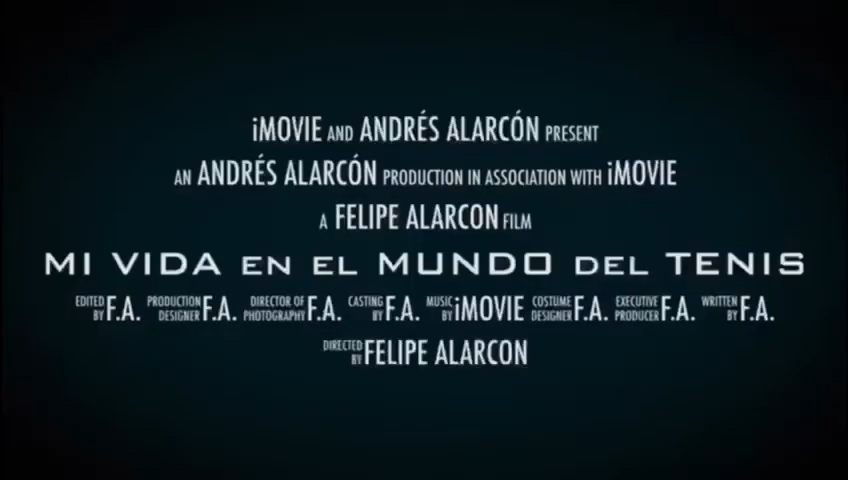 iMOVIE AND ANDRÉS ALARCÓN PRESENT
AN ANDRÉS ALARCÓN PRODUCTION IN ASSOCIATION WITH iMOVIE
A FELIPE ALARCON FILM
MI VIDA EN EL MUNDO DEL TENIS
EDITED BY F.A. PRODUCTION DESIGNER F.A. DIRECTOR OF PHOTOGRAPHY F.A. CASTING BY F.A. MUSIC BY iMOVIE COSTUME DESIGNER F.A. EXECUTIVE PRODUCER F.A. WRITTEN BY F.A.
DIRECTED BY FELIPE ALARCON